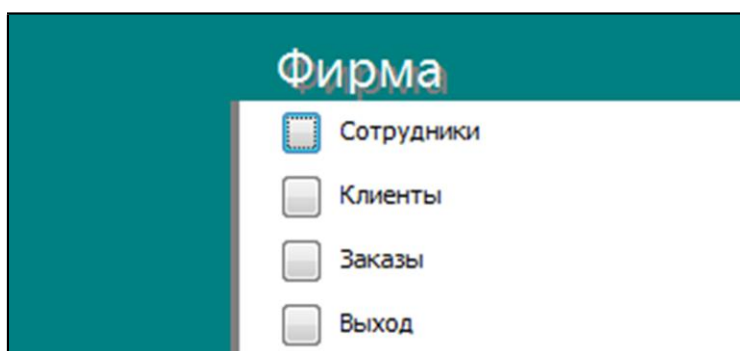 Фирма
Сотрудники
Клиенты
Заказы
Выход